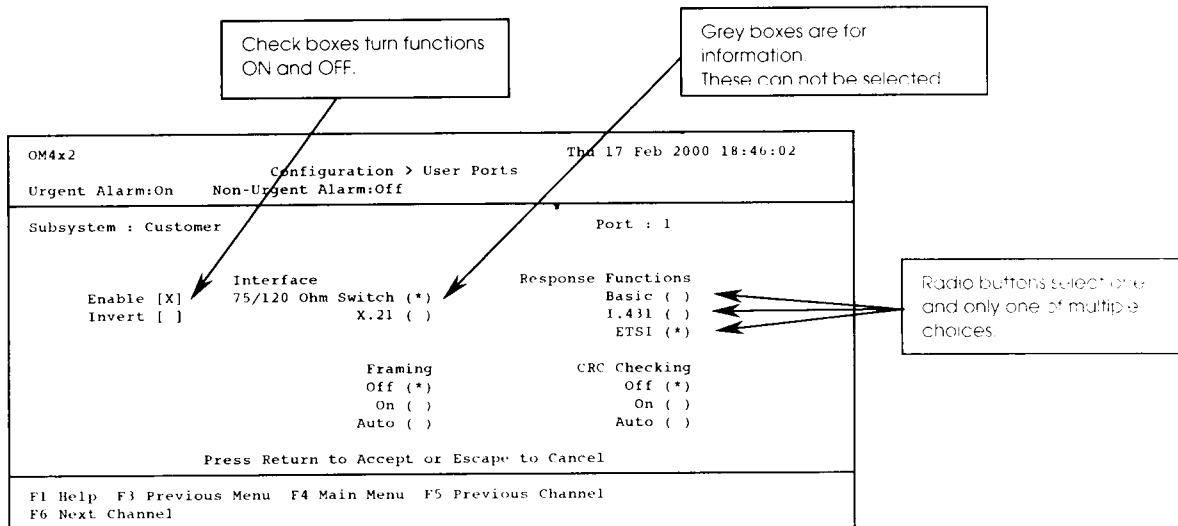 Check boxes turn functions
ON and OFF.
Grey boxes are for
information.
These can not be selected
OM4x2 Thu 17 Feb 2000 18:46:02
Configuration > User Ports
Urgent Alarm:On Non-Urgent Alarm:Off
Subsystem : Customer Port : 1
Interface Response Functions
Enable [X] 75/120 Ohm Switch (*) Basic ( )
Invert [ ] X.21 ( ) I.431 ( )
ETSI (*)
Radio buttons select one
and only one of multiple
choices.
Framing CRC Checking
Off (*) Off (*)
On ( ) On ( )
Auto ( ) Auto ( )
Press Return to Accept or Escape to Cancel
F1 Help F3 Previous Menu F4 Main Menu F5 Previous Channel
F6 Next Channel